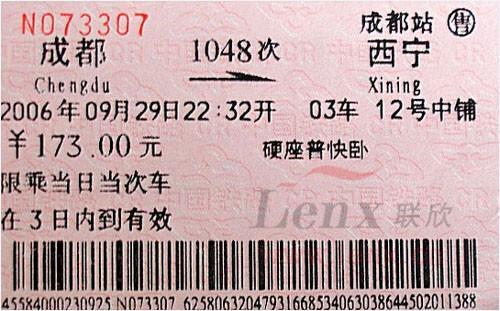 N073307 成都站 售
成都 1048次 西宁
Chengdu Xining
2006年09月29日22:32开 03车 12号中铺
￥173.00元 硬座普快卧
限乘当日当次车
在3日内到有效
Lenx 联欣
45584000230925 N073307 625806320479316685340630386445020113​88